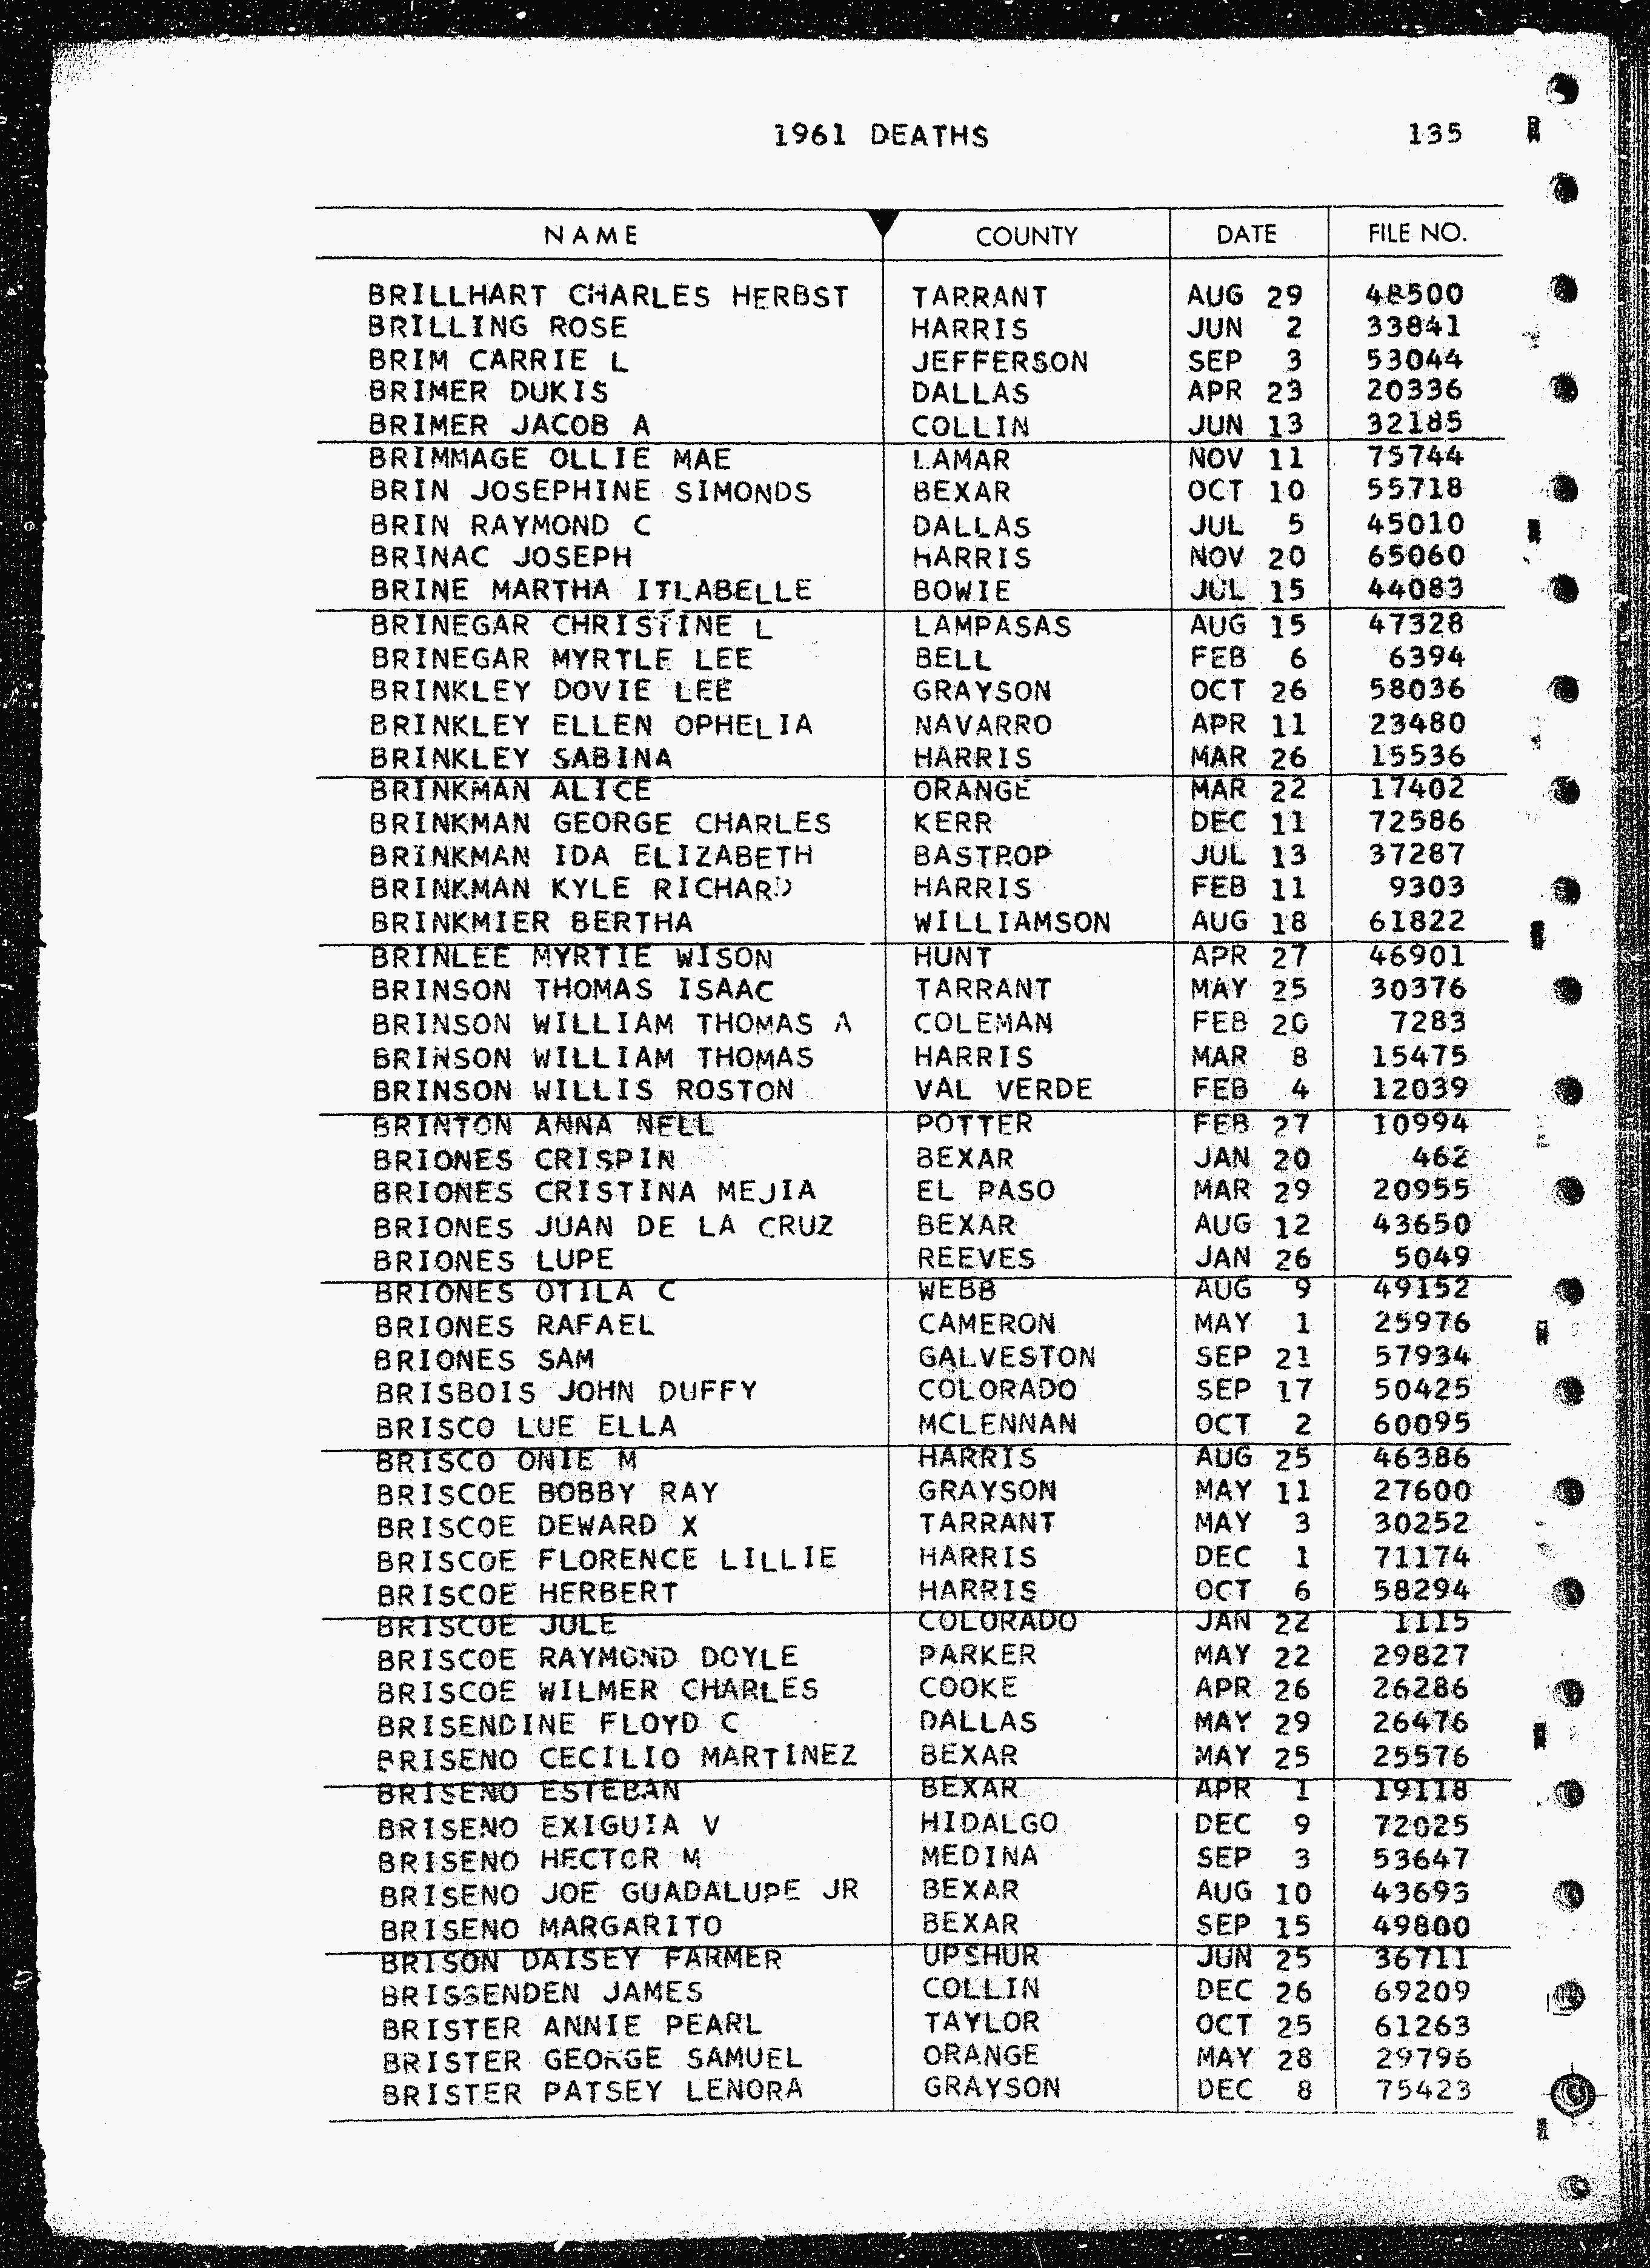 1961 DEATHS 135
NAME COUNTY DATE FILE NO.
BRILLHART CHARLES HERBST TARRANT AUG 29 48500
BRILLING ROSE HARRIS JUN 2 33841
BRIM CARRIE L JEFFERSON SEP 3 53044
BRIMER DUKIS DALLAS APR 23 20336
BRIMER JACOB A COLLIN JUN 13 32185
BRIMMAGE OLLIE MAE LAMAR NOV 11 75744
BRIN JOSEPHINE SIMONDS BEXAR OCT 10 55718
BRIN RAYMOND C DALLAS JUL 5 45010
BRINAC JOSEPH HARRIS NOV 20 65060
BRINE MARTHA ITLABELLE BOWIE JUL 15 44083
BRINEGAR CHRISTINE L LAMPASAS AUG 15 47328
BRINEGAR MYRTLE LEE BELL FEB 6 6394
BRINKLEY DOVIE LEE GRAYSON OCT 26 58036
BRINKLEY ELLEN OPHELIA NAVARRO APR 11 23480
BRINKLEY SABINA HARRIS MAR 26 15536
BRINKMAN ALICE ORANGE MAR 22 17402
BRINKMAN GEORGE CHARLES KERR DEC 11 72586
BRINKMAN IDA ELIZABETH BASTROP JUL 13 37287
BRINKMAN KYLE RICHARD HARRIS FEB 11 9303
BRINKMIER BERTHA WILLIAMSON AUG 18 61822
BRINLEE MYRTIE WISON HUNT APR 27 46901
BRINSON THOMAS ISAAC TARRANT MAY 25 30376
BRINSON WILLIAM THOMAS A COLEMAN FEB 20 7283
BRINSON WILLIAM THOMAS HARRIS MAR 8 15475
BRINSON WILLIS ROSTON VAL VERDE FEB 4 12039
BRINTON ANNA NELL POTTER FEB 27 10994
BRIONES CRISPIN BEXAR JAN 20 462
BRIONES CRISTINA MEJIA EL PASO MAR 29 20955
BRIONES JUAN DE LA CRUZ BEXAR AUG 12 43650
BRIONES LUPE REEVES JAN 26 5049
BRIONES OTILA C WEBB AUG 9 49152
BRIONES RAFAEL CAMERON MAY 1 25976
BRIONES SAM GALVESTON SEP 21 57934
BRISBOIS JOHN DUFFY COLORADO SEP 17 50425
BRISCO LUE ELLA MCLENNAN OCT 2 60095
BRISCO ONIE M HARRIS AUG 25 46386
BRISCOE BOBBY RAY GRAYSON MAY 11 27600
BRISCOE DEWARD X TARRANT MAY 3 30252
BRISCOE FLORENCE LILLIE HARRIS DEC 1 71174
BRISCOE HERBERT HARRIS OCT 6 58294
BRISCOE JULE COLORADO JAN 22 1115
BRISCOE RAYMOND DOYLE PARKER MAY 22 29827
BRISCOE WILMER CHARLES COOKE APR 26 26286
BRISENDINE FLOYD C DALLAS MAY 29 26476
BRISENO CECILIO MARTINEZ BEXAR MAY 25 25576
BRISENO ESTEBAN BEXAR APR 1 19118
BRISENO EXIGUIA V HIDALGO DEC 9 72025
BRISENO HECTOR M MEDINA SEP 3 53647
BRISENO JOE GUADALUPE JR BEXAR AUG 10 43693
BRISENO MARGARITO BEXAR SEP 15 49800
BRISON DAISEY FARMER UPSHUR JUN 25 36711
BRISSENDEN JAMES COLLIN DEC 26 69209
BRISTER ANNIE PEARL TAYLOR OCT 25 61263
BRISTER GEORGE SAMUEL ORANGE MAY 28 29796
BRISTER PATSEY LENORA GRAYSON DEC 8 75423